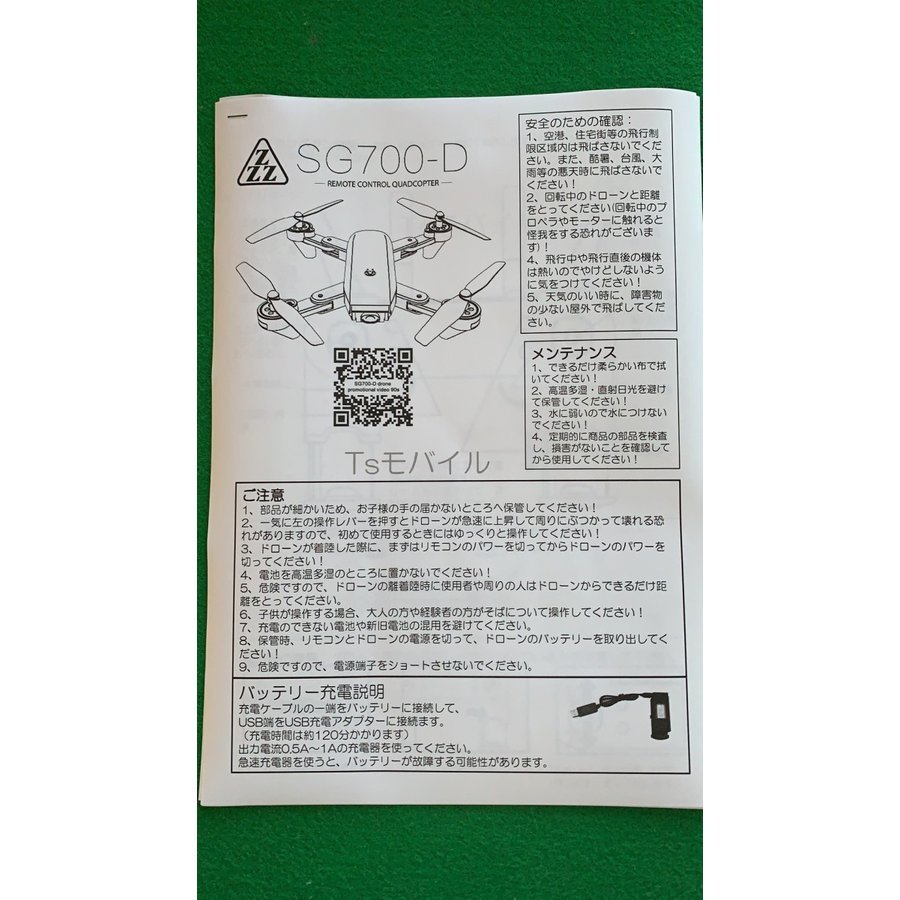 ZZZ
SG700-D
REMOTE CONTROL QUADCOPTER
SG700-D drone
promotional video 90s
Tsモバイル
安全のための確認：
1、空港、住宅街等の飛行制
限区域内は飛ばさないでくだ
さい。また、酷暑、台風、大
雨等の悪天時に飛ばさないで
ください！
2、回転中のドローンと距離
をとってください(回転中のプ
ロペラやモーターに触れると
怪我をする恐れがございま
す)！
4、飛行中や飛行直後の機体
は熱いのでやけどしないよう
に気をつけてください！
5、天気のいい時に、障害物
の少ない屋外で飛ばしてくだ
さい。
メンテナンス
1、できるだけ柔らかい布で拭
いてください！
2、高温多湿・直射日光を避け
て保管してください！
3、水に弱いので水につけない
でください！
4、定期的に商品の部品を検査
し、損害がないことを確認して
から使用してください！
ご注意
1、部品が細かいため、お子様の手の届かないところへ保管してください！
2、一気に左の操作レバーを押すとドローンが急速に上昇して周りにぶつかって壊れる恐
れがありますので、初めて使用するときにはゆっくりと操作してください！
3、ドローンが着陸した際に、まずはリモコンのパワーを切ってからドローンのパワーを
切ってください！
4、電池を高温多湿のところに置かないでください！
5、危険ですので、ドローンの離着陸時に使用者や周りの人はドローンからできるだけ距
離をとってください。
6、子供が操作する場合、大人の方や経験者の方がそばについて操作してください！
7、充電のできない電池や新旧電池の混用を避けてください。
8、保管時、リモコンとドローンの電源を切って、ドローンのバッテリーを取り出してく
ださい！
9、危険ですので、電源端子をショートさせないでください。
バッテリー充電説明
充電ケーブルの一端をバッテリーに接続して、
USB端をUSB充電アダプターに接続ます。
（充電時間は約120分かかります）
出力電流0.5A～1Aの充電器を使ってください。
急速充電器を使うと、バッテリーが故障する可能性があります。